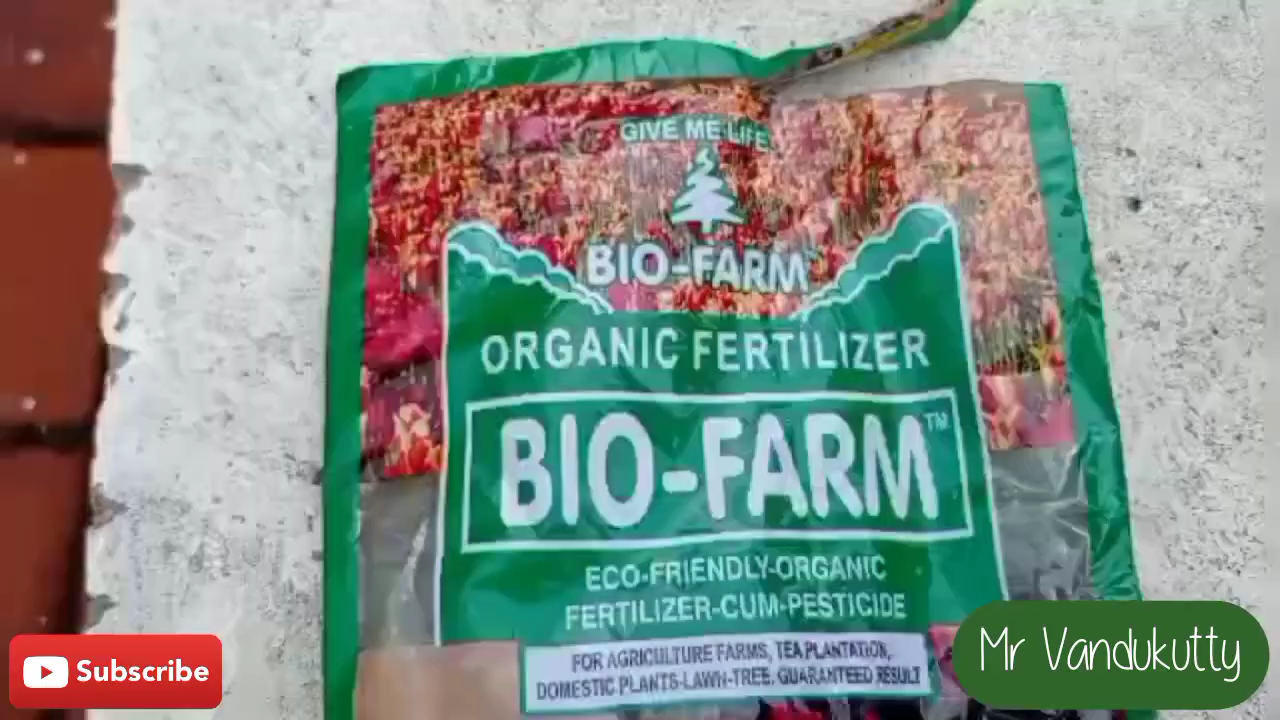 GIVE ME LIFE
BIO-FARM
ORGANIC FERTILIZER
BIO-FARM™
ECO-FRIENDLY-ORGANIC
FERTILIZER-CUM-PESTICIDE
FOR AGRICULTURE FARMS, TEA PLANTATION,
DOMESTIC PLANTS-LAWN-TREE, GUARANTEED RESULT
Subscribe
Mr Vandukutty